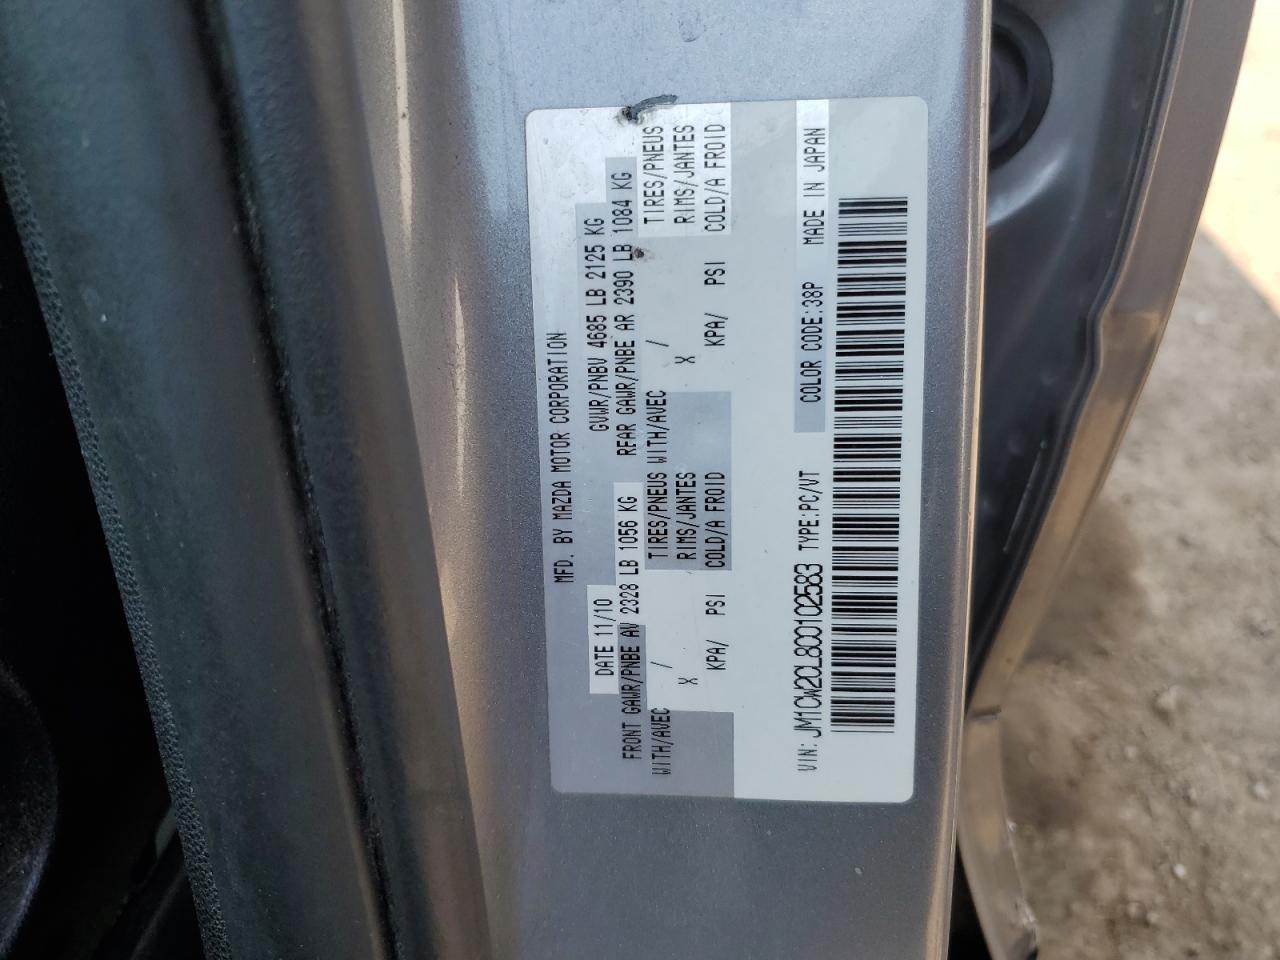 MFD. BY MAZDA MOTOR CORPORATION
DATE 11/10 GVWR/PNBV 4685 LB 2125 KG
FRONT GAWR/PNBE AV 2328 LB 1056 KG REAR GAWR/PNBE AR 2390 LB 1084 KG
WITH/AVEC / TIRES/PNEUS WITH/AVEC / TIRES/PNEUS
X RIMS/JANTES X RIMS/JANTES
KPA/ PSI COLD/A FROID KPA/ PSI COLD/A FROID
VIN: JM1CW2CL8C0102583 TYPE:PC/VT COLOR CODE:38P MADE IN JAPAN